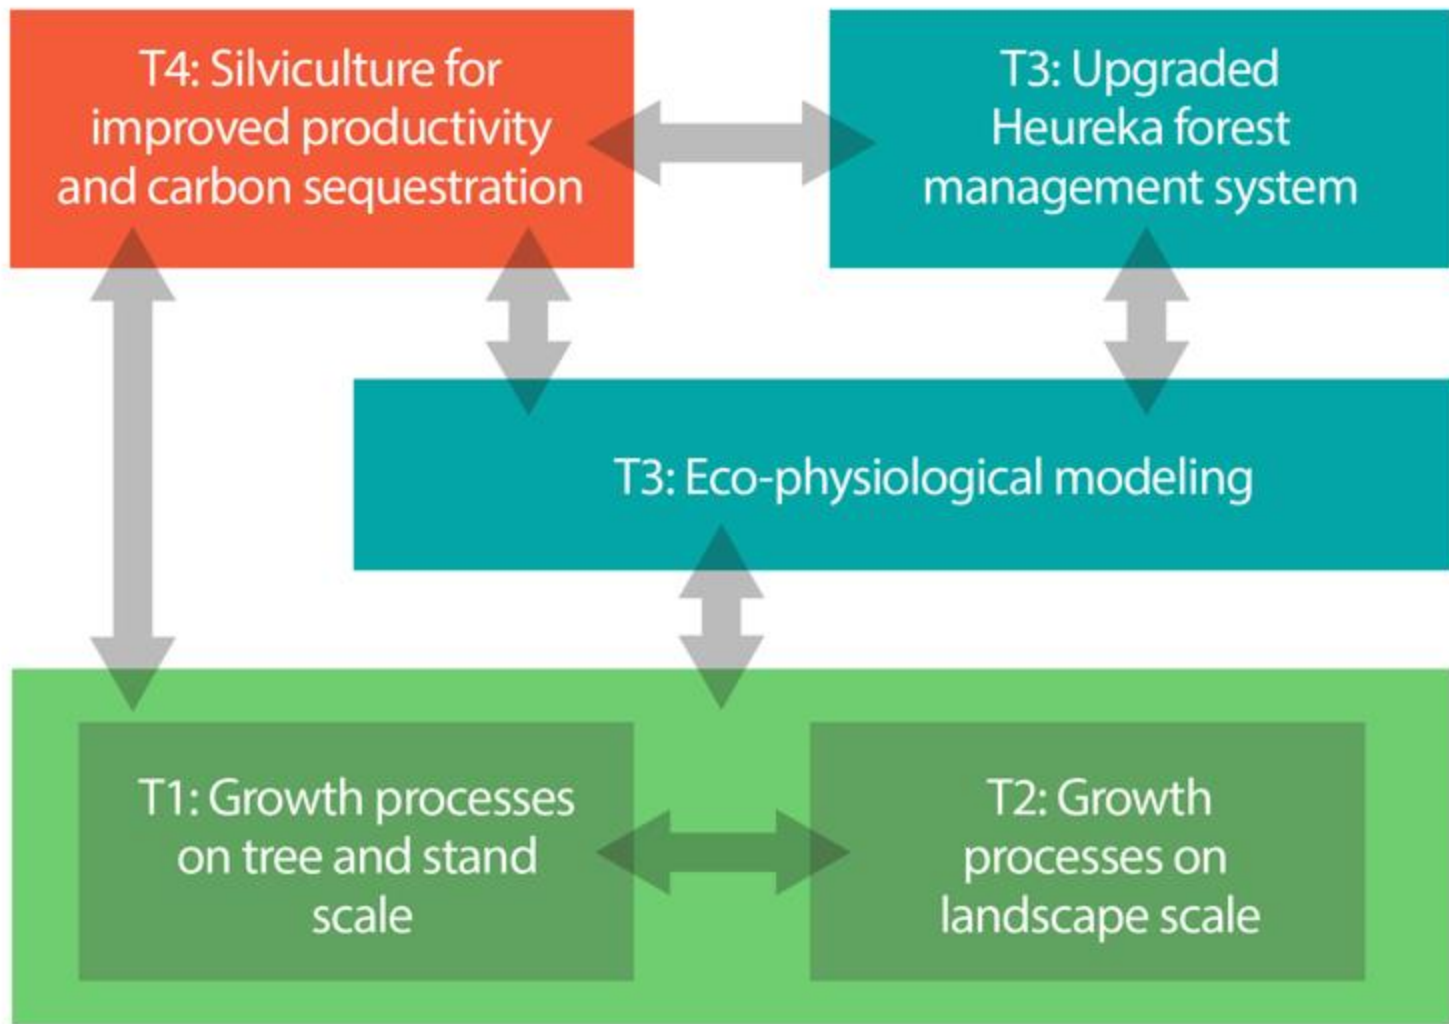 T4: Silviculture for
improved productivity
and carbon sequestration
T3: Upgraded
Heureka forest
management system
T3: Eco-physiological modeling
T1: Growth processes
on tree and stand
scale
T2: Growth
processes on
landscape scale